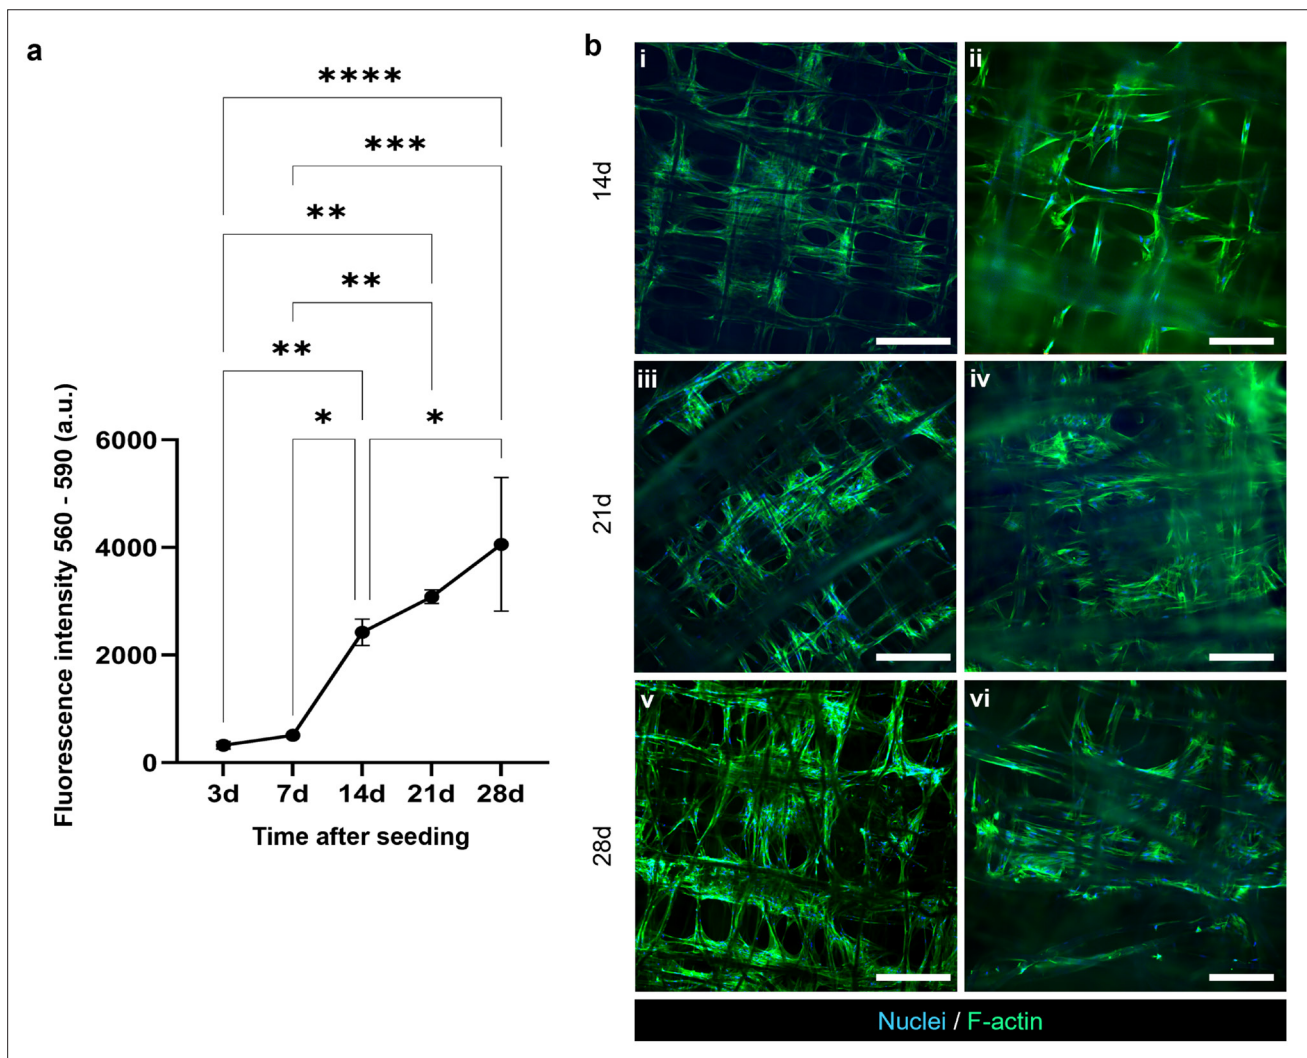 a
****
***
**
**
**
*
*
Fluorescence intensity 560 - 590 (a.u.)
6000
4000
2000
0
3d 7d 14d 21d 28d
Time after seeding
b
i
ii
14d
iii
iv
21d
v
vi
28d
Nuclei / F-actin